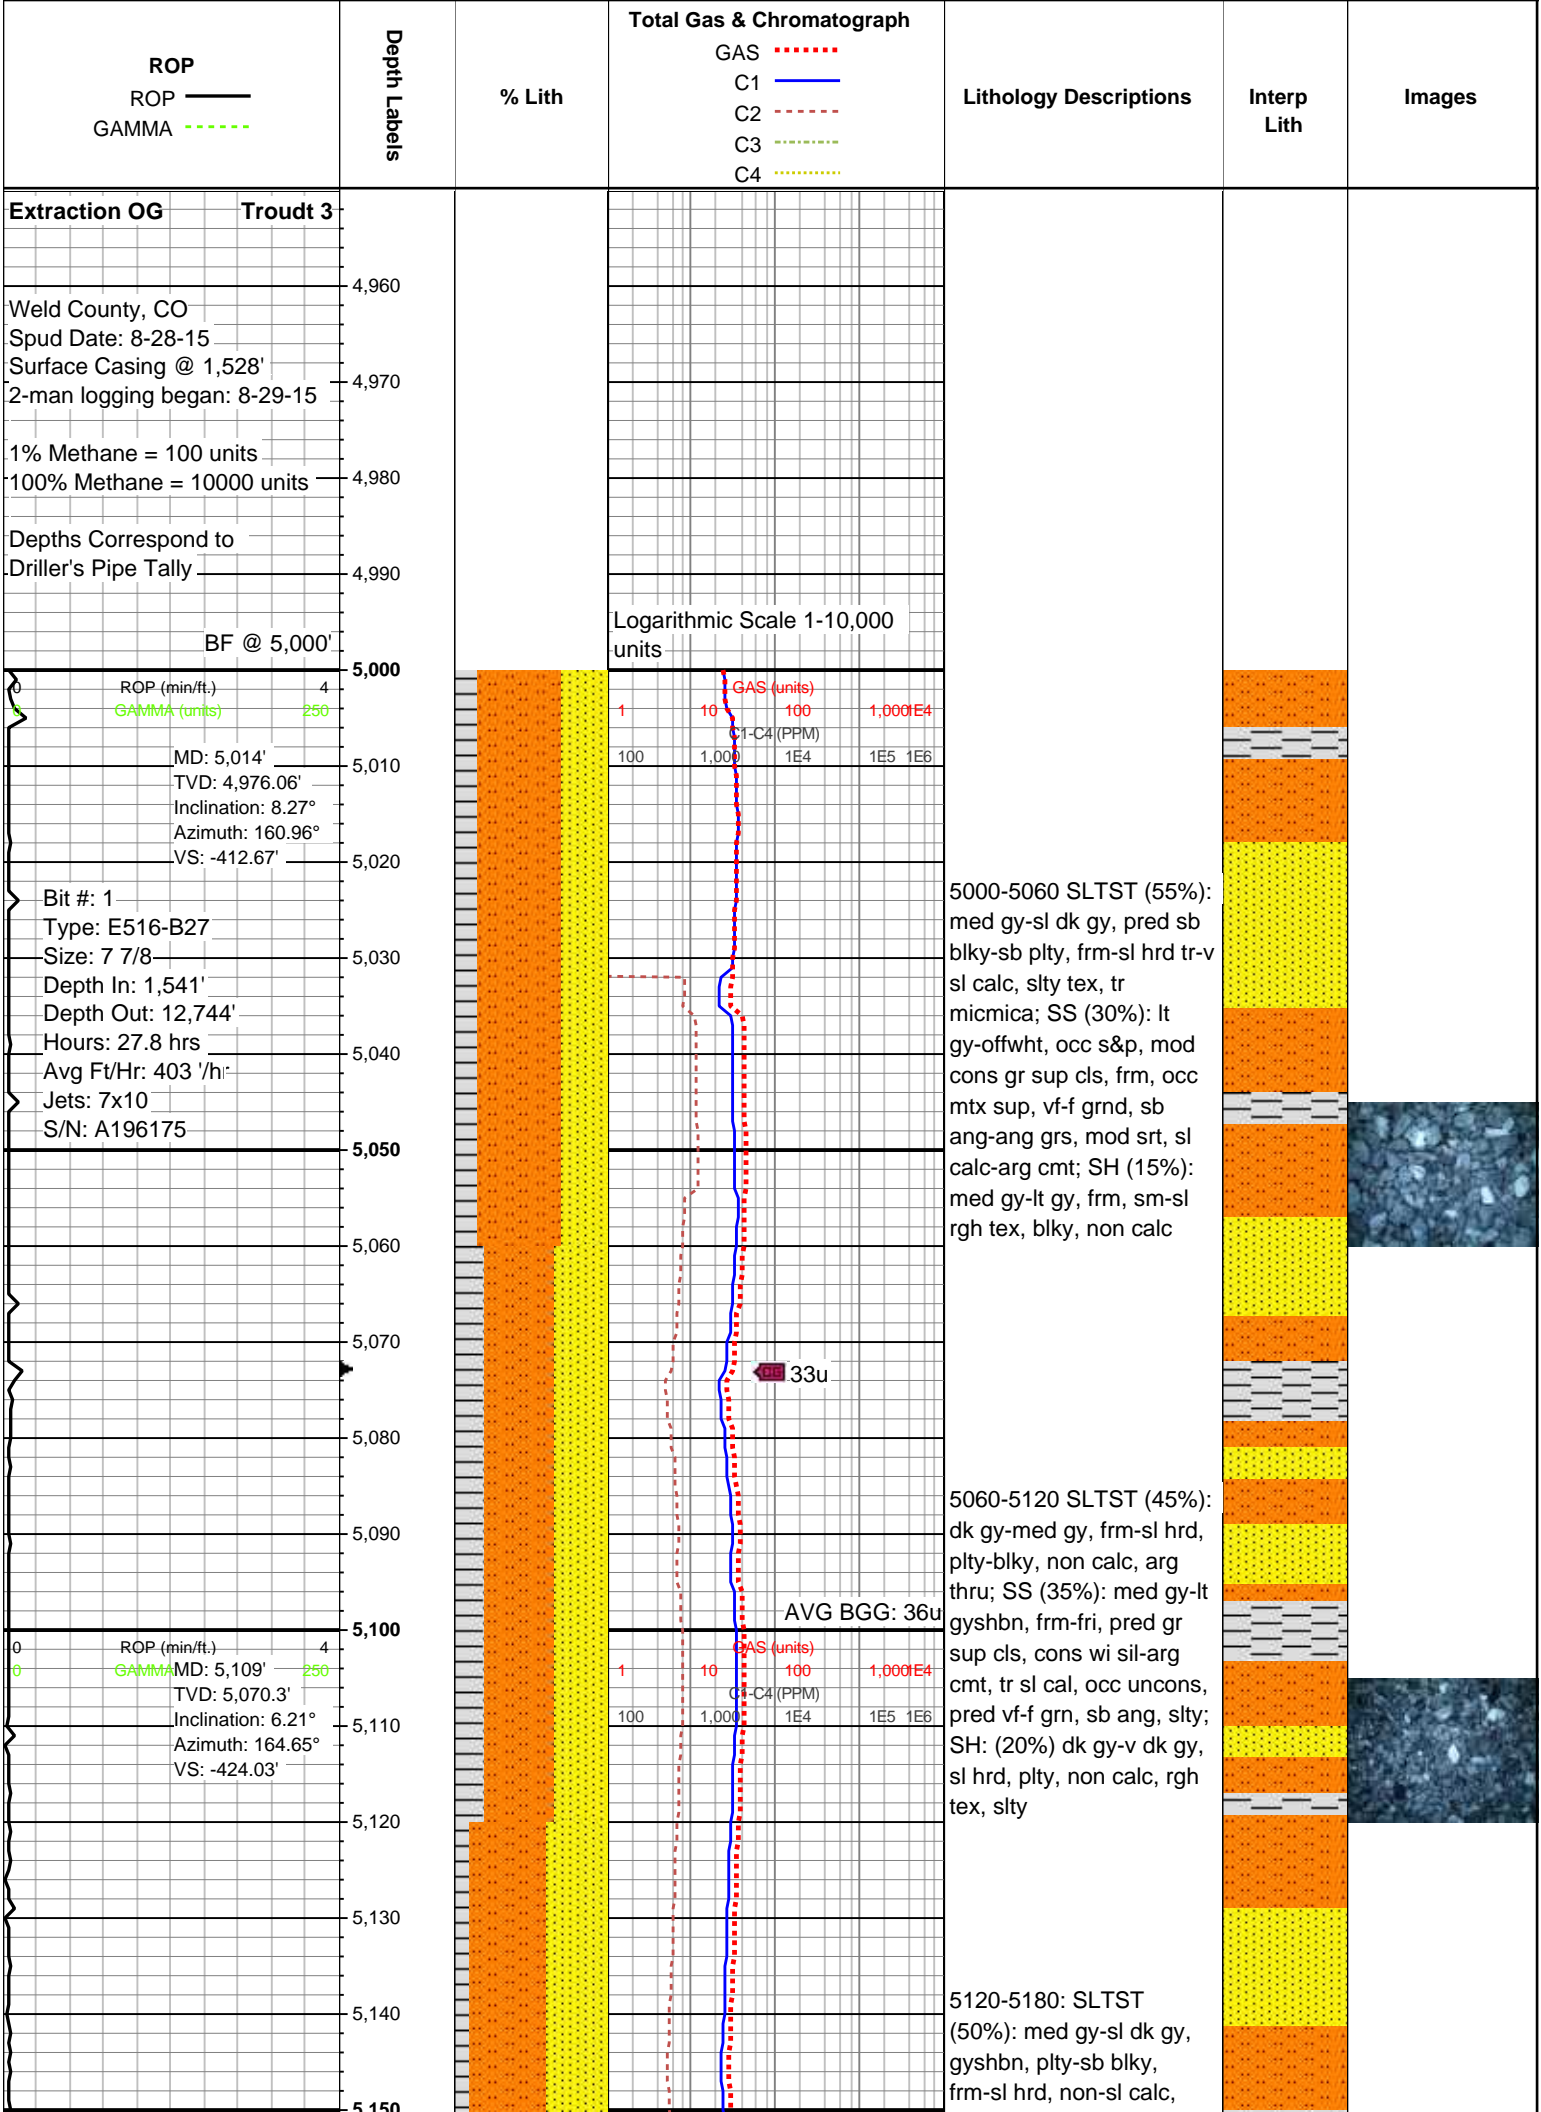 ROP
ROP
GAMMA
Depth Labels
% Lith
Total Gas & Chromatograph
GAS
C1
C2
C3
C4
Lithology Descriptions
Interp
Lith
Images
Extraction OG Troudt 3
Weld County, CO
Spud Date: 8-28-15
Surface Casing @ 1,528'
2-man logging began: 8-29-15
1% Methane = 100 units
100% Methane = 10000 units
Depths Correspond to
Driller's Pipe Tally
BF @ 5,000'
4,960
4,970
4,980
4,990
5,000
5,010
5,020
5,030
5,040
5,050
5,060
5,070
5,080
5,090
5,100
5,110
5,120
5,130
5,140
5,150
Logarithmic Scale 1-10,000
units
0 ROP (min/ft.) 4
0 GAMMA (units) 250
MD: 5,014'
TVD: 4,976.06'
Inclination: 8.27°
Azimuth: 160.96°
VS: -412.67'
Bit #: 1
Type: E516-B27
Size: 7 7/8
Depth In: 1,541'
Depth Out: 12,744'
Hours: 27.8 hrs
Avg Ft/Hr: 403 '/hr
Jets: 7x10
S/N: A196175
GAS (units)
1 10 100 1,000 1E4
C1-C4 (PPM)
100 1,000 1E4 1E5 1E6
CG 33u
AVG BGG: 36u
0 ROP (min/ft.) 4
0 GAMMA 250
MD: 5,109'
TVD: 5,070.3'
Inclination: 6.21°
Azimuth: 164.65°
VS: -424.03'
GAS (units)
1 10 100 1,000 1E4
C1-C4 (PPM)
100 1,000 1E4 1E5 1E6
5000-5060 SLTST (55%):
med gy-sl dk gy, pred sb
blky-sb plty, frm-sl hrd tr-v
sl calc, slty tex, tr
micmica; SS (30%): lt
gy-offwht, occ s&p, mod
cons gr sup cls, frm, occ
mtx sup, vf-f grnd, sb
ang-ang grs, mod srt, sl
calc-arg cmt; SH (15%):
med gy-lt gy, frm, sm-sl
rgh tex, blky, non calc
5060-5120 SLTST (45%):
dk gy-med gy, frm-sl hrd,
plty-blky, non calc, arg
thru; SS (35%): med gy-lt
gyshbn, frm-fri, pred gr
sup cls, cons wi sil-arg
cmt, tr sl cal, occ uncons,
pred vf-f grn, sb ang, slty;
SH: (20%) dk gy-v dk gy,
sl hrd, plty, non calc, rgh
tex, slty
5120-5180: SLTST
(50%): med gy-sl dk gy,
gyshbn, plty-sb blky,
frm-sl hrd, non-sl calc,